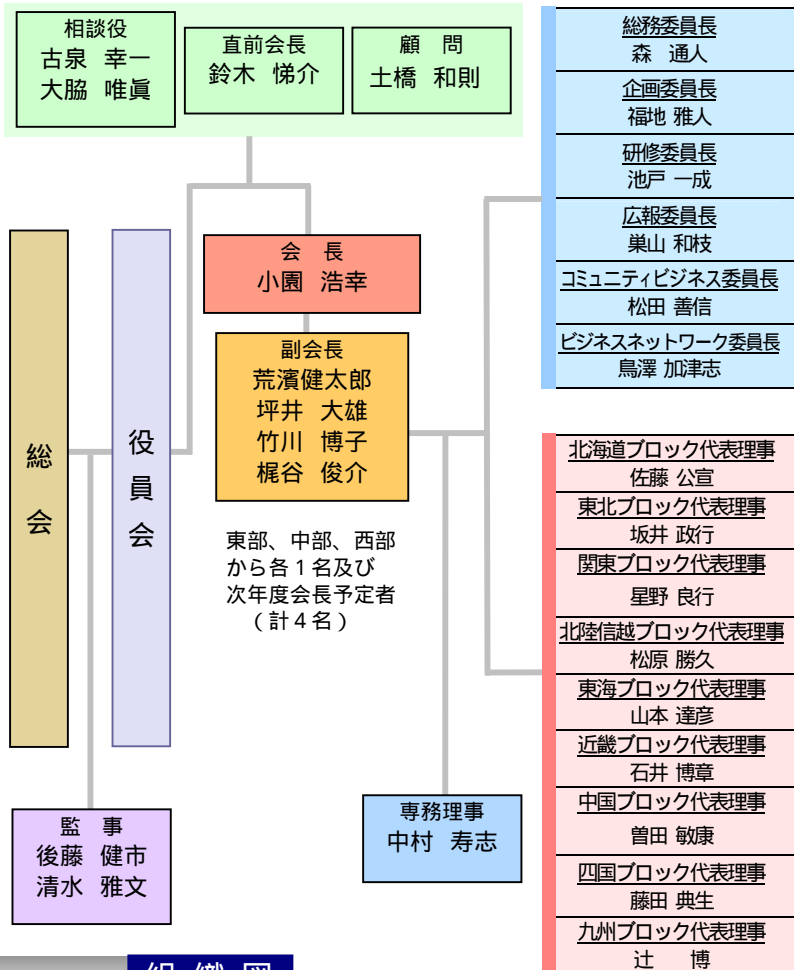 相談役
古泉 幸一
大脇 唯眞
直前会長
鈴木 悌介
顧 問
土橋 和則
会 長
小園 浩幸
副会長
荒濱健太郎
坪井 大雄
竹川 博子
梶谷 俊介
東部、中部、西部
から各1名及び
次年度会長予定者
(計4名)
総会
役員会
監 事
後藤 健市
清水 雅文
専務理事
中村 寿志
総務委員長
森 通人
企画委員長
福地 雅人
研修委員長
池戸 一成
広報委員長
巣山 和枝
コミュニティビジネス委員長
松田 善信
ビジネスネットワーク委員長
鳥澤 加津志
北海道ブロック代表理事
佐藤 公宣
東北ブロック代表理事
坂井 政行
関東ブロック代表理事
星野 良行
北陸信越ブロック代表理事
松原 勝久
東海ブロック代表理事
山本 達彦
近畿ブロック代表理事
石井 博章
中国ブロック代表理事
曽田 敏康
四国ブロック代表理事
藤田 典生
九州ブロック代表理事
辻 博
組織図